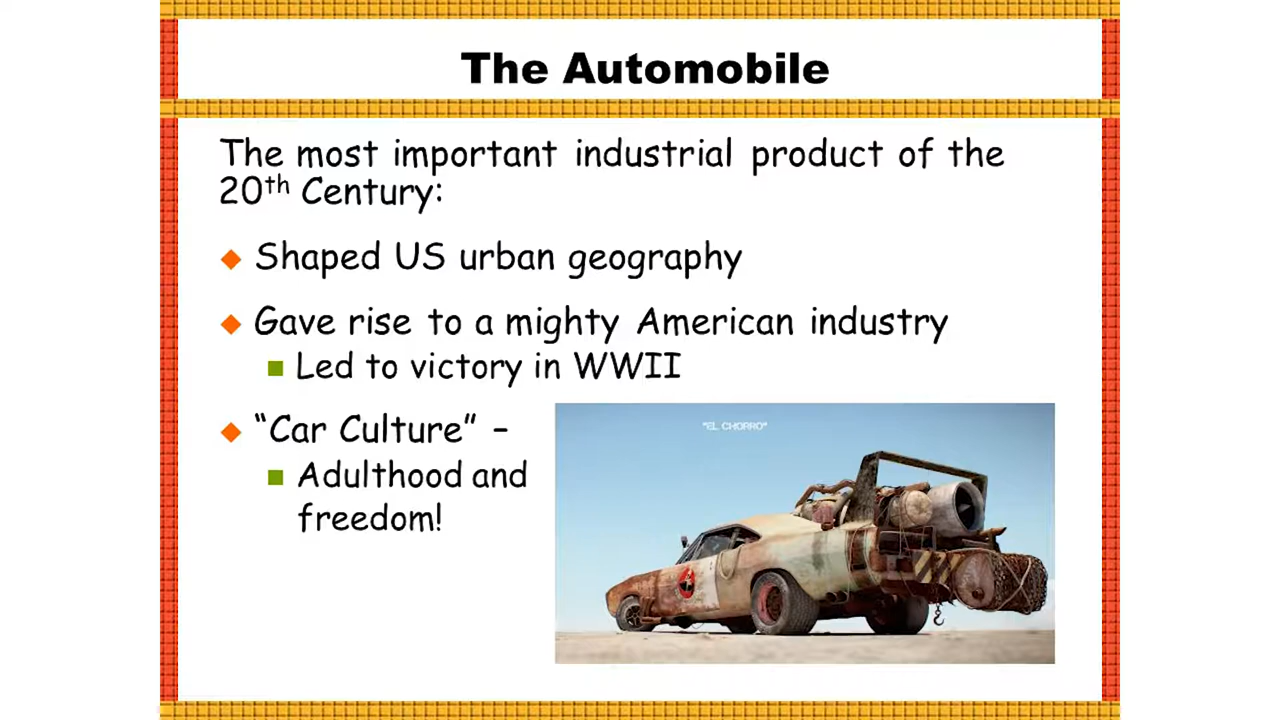 The Automobile
The most important industrial product of the
20th Century:
Shaped US urban geography
Gave rise to a mighty American industry
Led to victory in WWII
“Car Culture” –
Adulthood and
freedom!
"EL CHORRO"